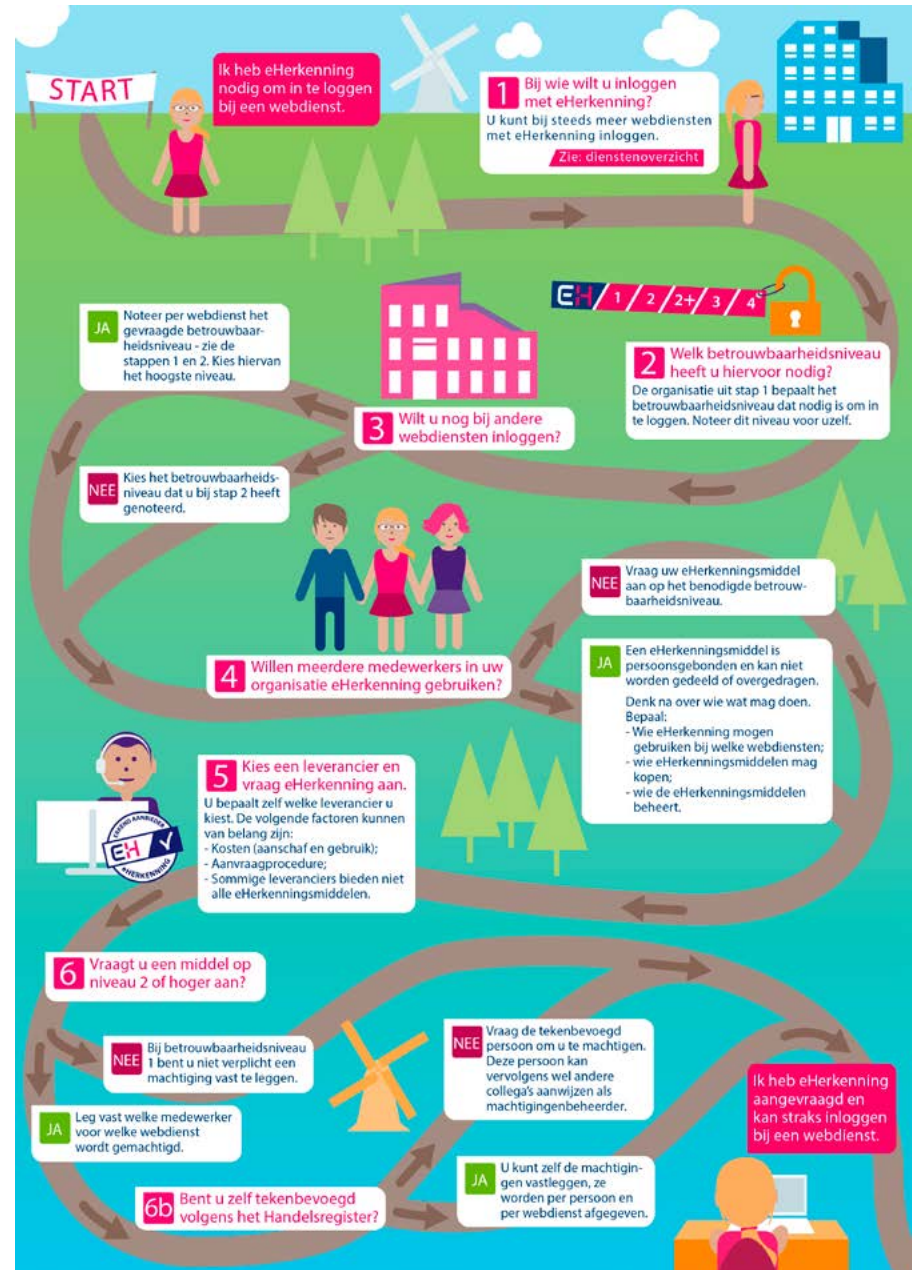 START
Ik heb eHerkenning
nodig om in te loggen
bij een webdienst.
1
Bij wie wilt u inloggen
met eHerkenning?
U kunt bij steeds meer webdiensten
met eHerkenning inloggen.
Zie: dienstenoverzicht
EH/1/2/2+/3/4
2
Welk betrouwbaarheidsniveau
heeft u hiervoor nodig?
De organisatie uit stap 1 bepaalt het
betrouwbaarheidsniveau dat nodig is om in
te loggen. Noteer dit niveau voor uzelf.
3
Wilt u nog bij andere
webdiensten inloggen?
JA
Noteer per webdienst het
gevraagde betrouwbaar-
heidsniveau - zie de
stappen 1 en 2. Kies hiervan
het hoogste niveau.
NEE
Kies het betrouwbaarheids-
niveau dat u bij stap 2 heeft
genoteerd.
4
Willen meerdere medewerkers in uw
organisatie eHerkenning gebruiken?
NEE
Vraag uw eHerkenningsmiddel
aan op het benodigde betrouw-
baarheidsniveau.
JA
Een eHerkenningsmiddel is
persoonsgebonden en kan niet
worden gedeeld of overgedragen.
Denk na over wie wat mag doen.
Bepaal:
- Wie eHerkenning mogen
gebruiken bij welke webdiensten;
- wie eHerkenningsmiddelen mag
kopen;
- wie de eHerkenningsmiddelen
beheert.
5
Kies een leverancier en
vraag eHerkenning aan.
U bepaalt zelf welke leverancier u
kiest. De volgende factoren kunnen
van belang zijn:
- Kosten (aanschaf en gebruik);
- Aanvraagprocedure;
- Sommige leveranciers bieden niet
alle eHerkenningsmiddelen.
ERKEND AANBIEDER
EH
eHERKENNING
6
Vraagt u een middel op
niveau 2 of hoger aan?
NEE
Bij betrouwbaarheidsniveau
1 bent u niet verplicht een
machtiging vast te leggen.
JA
Leg vast welke medewerker
voor welke webdienst
wordt gemachtigd.
6b
Bent u zelf tekenbevoegd
volgens het Handelsregister?
NEE
Vraag de tekenbevoegd
persoon om u te machtigen.
Deze persoon kan
vervolgens wel andere
collega's aanwijzen als
machtigingenbeheerder.
JA
U kunt zelf de machtigin-
gen vastleggen, ze
worden per persoon en
per webdienst afgegeven.
Ik heb eHerkenning
aangevraagd en
kan straks inloggen
bij een webdienst.